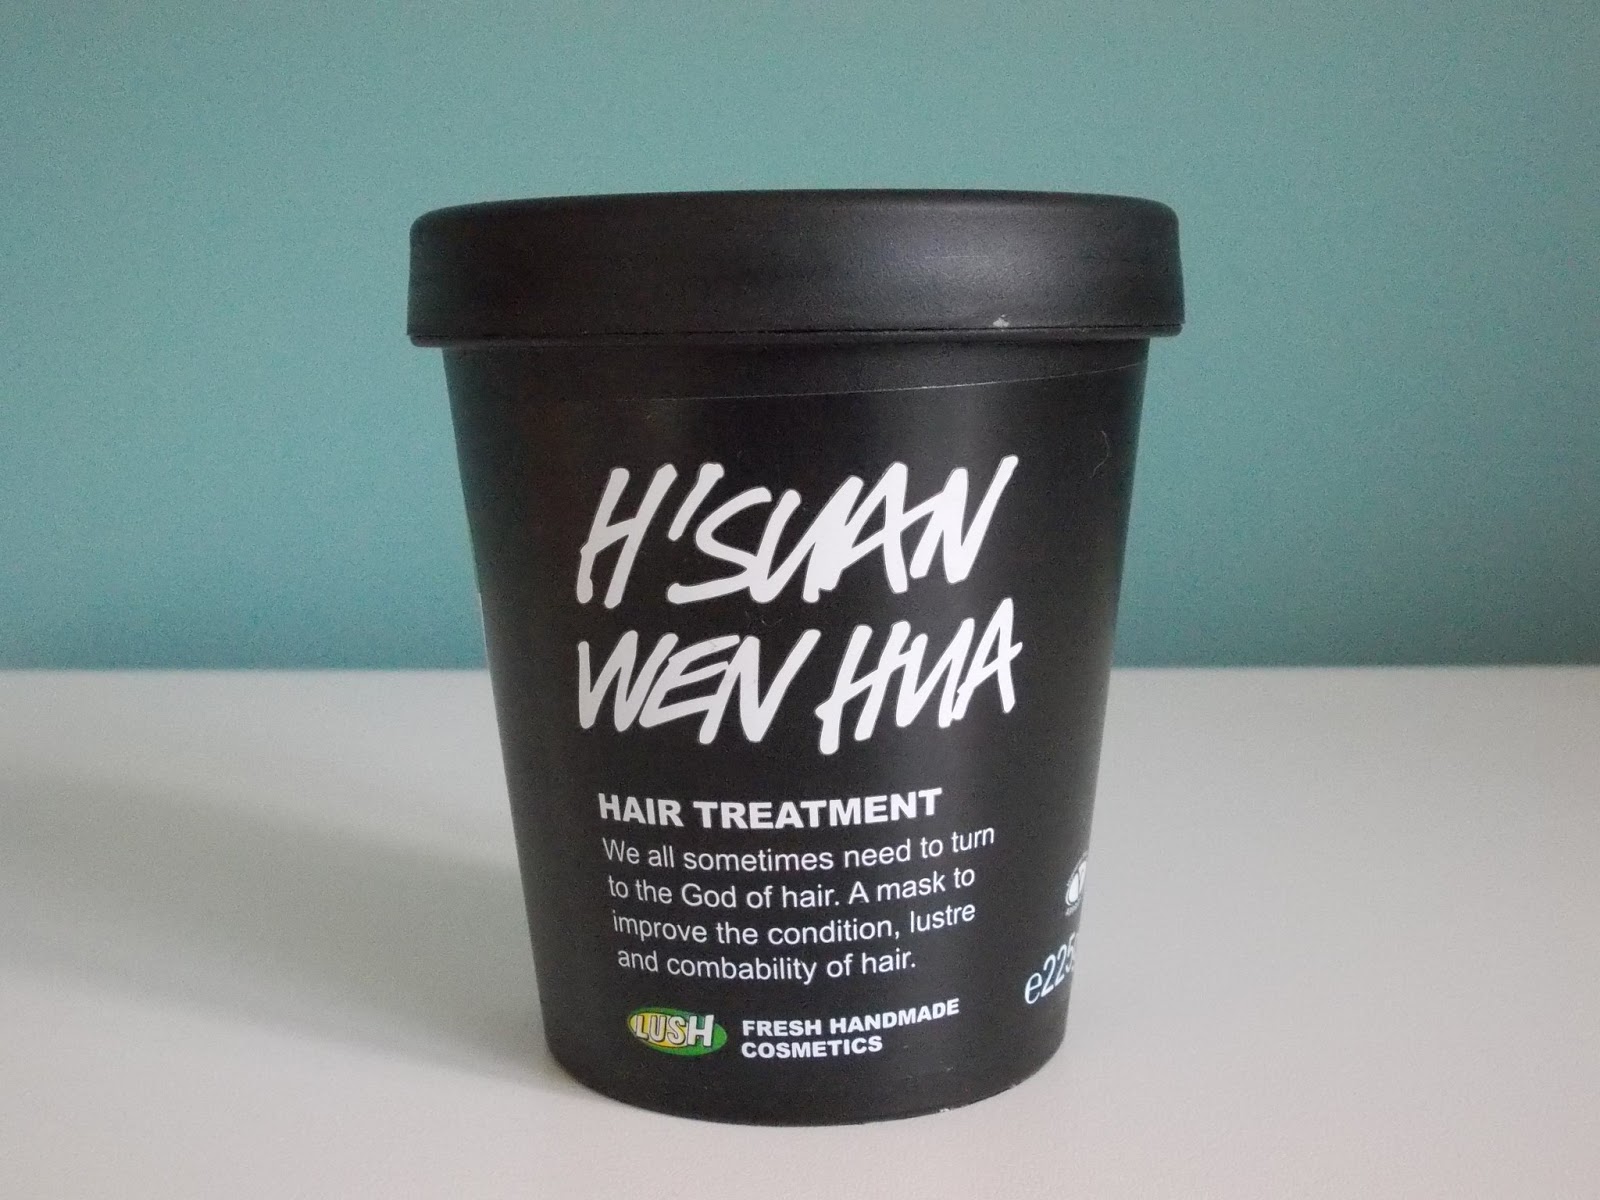 H'SUAN
WEN HUA
HAIR TREATMENT
We all sometimes need to turn
to the God of hair. A mask to
improve the condition, lustre
and combability of hair.
LUSH
FRESH HANDMADE
COSMETICS
e225